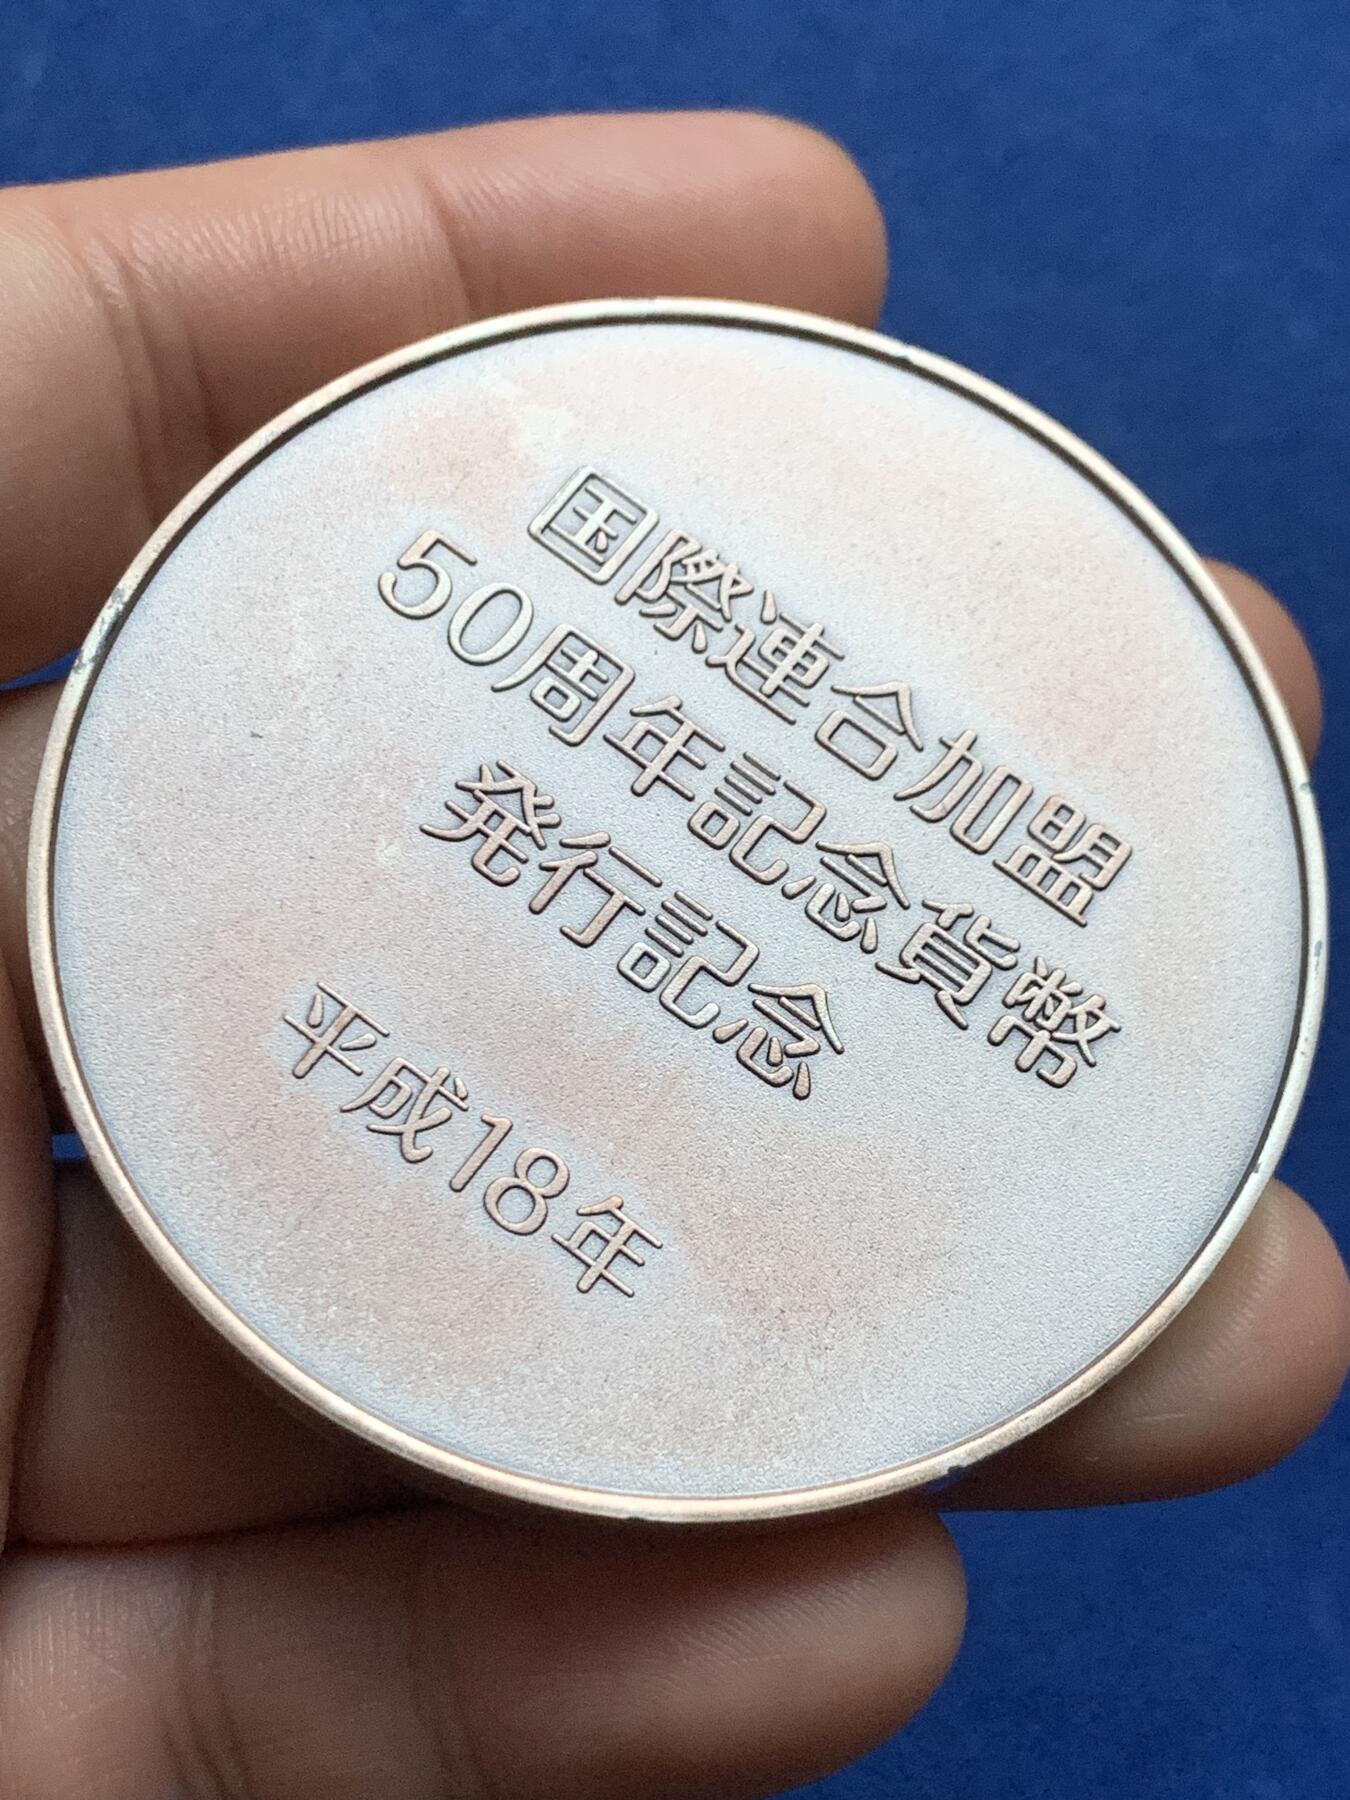 国際連合加盟
50周年記念貨幣
発行記念
平成18年